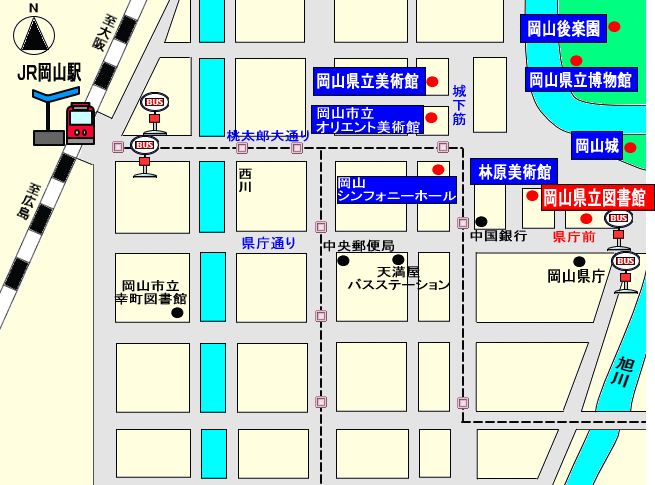 N
至大阪
JR岡山駅
BUS
BUS
至広島
岡山後楽園
岡山県立美術館
岡山県立博物館
城下筋
岡山市立
オリエント美術館
桃太郎大通り
岡山城
林原美術館
西川
岡山
シンフォニーホール
岡山県立図書館
BUS
県庁通り
中央郵便局
中国銀行
県庁前
BUS
天満屋
バスステーション
岡山県庁
岡山市立
幸町図書館
旭川